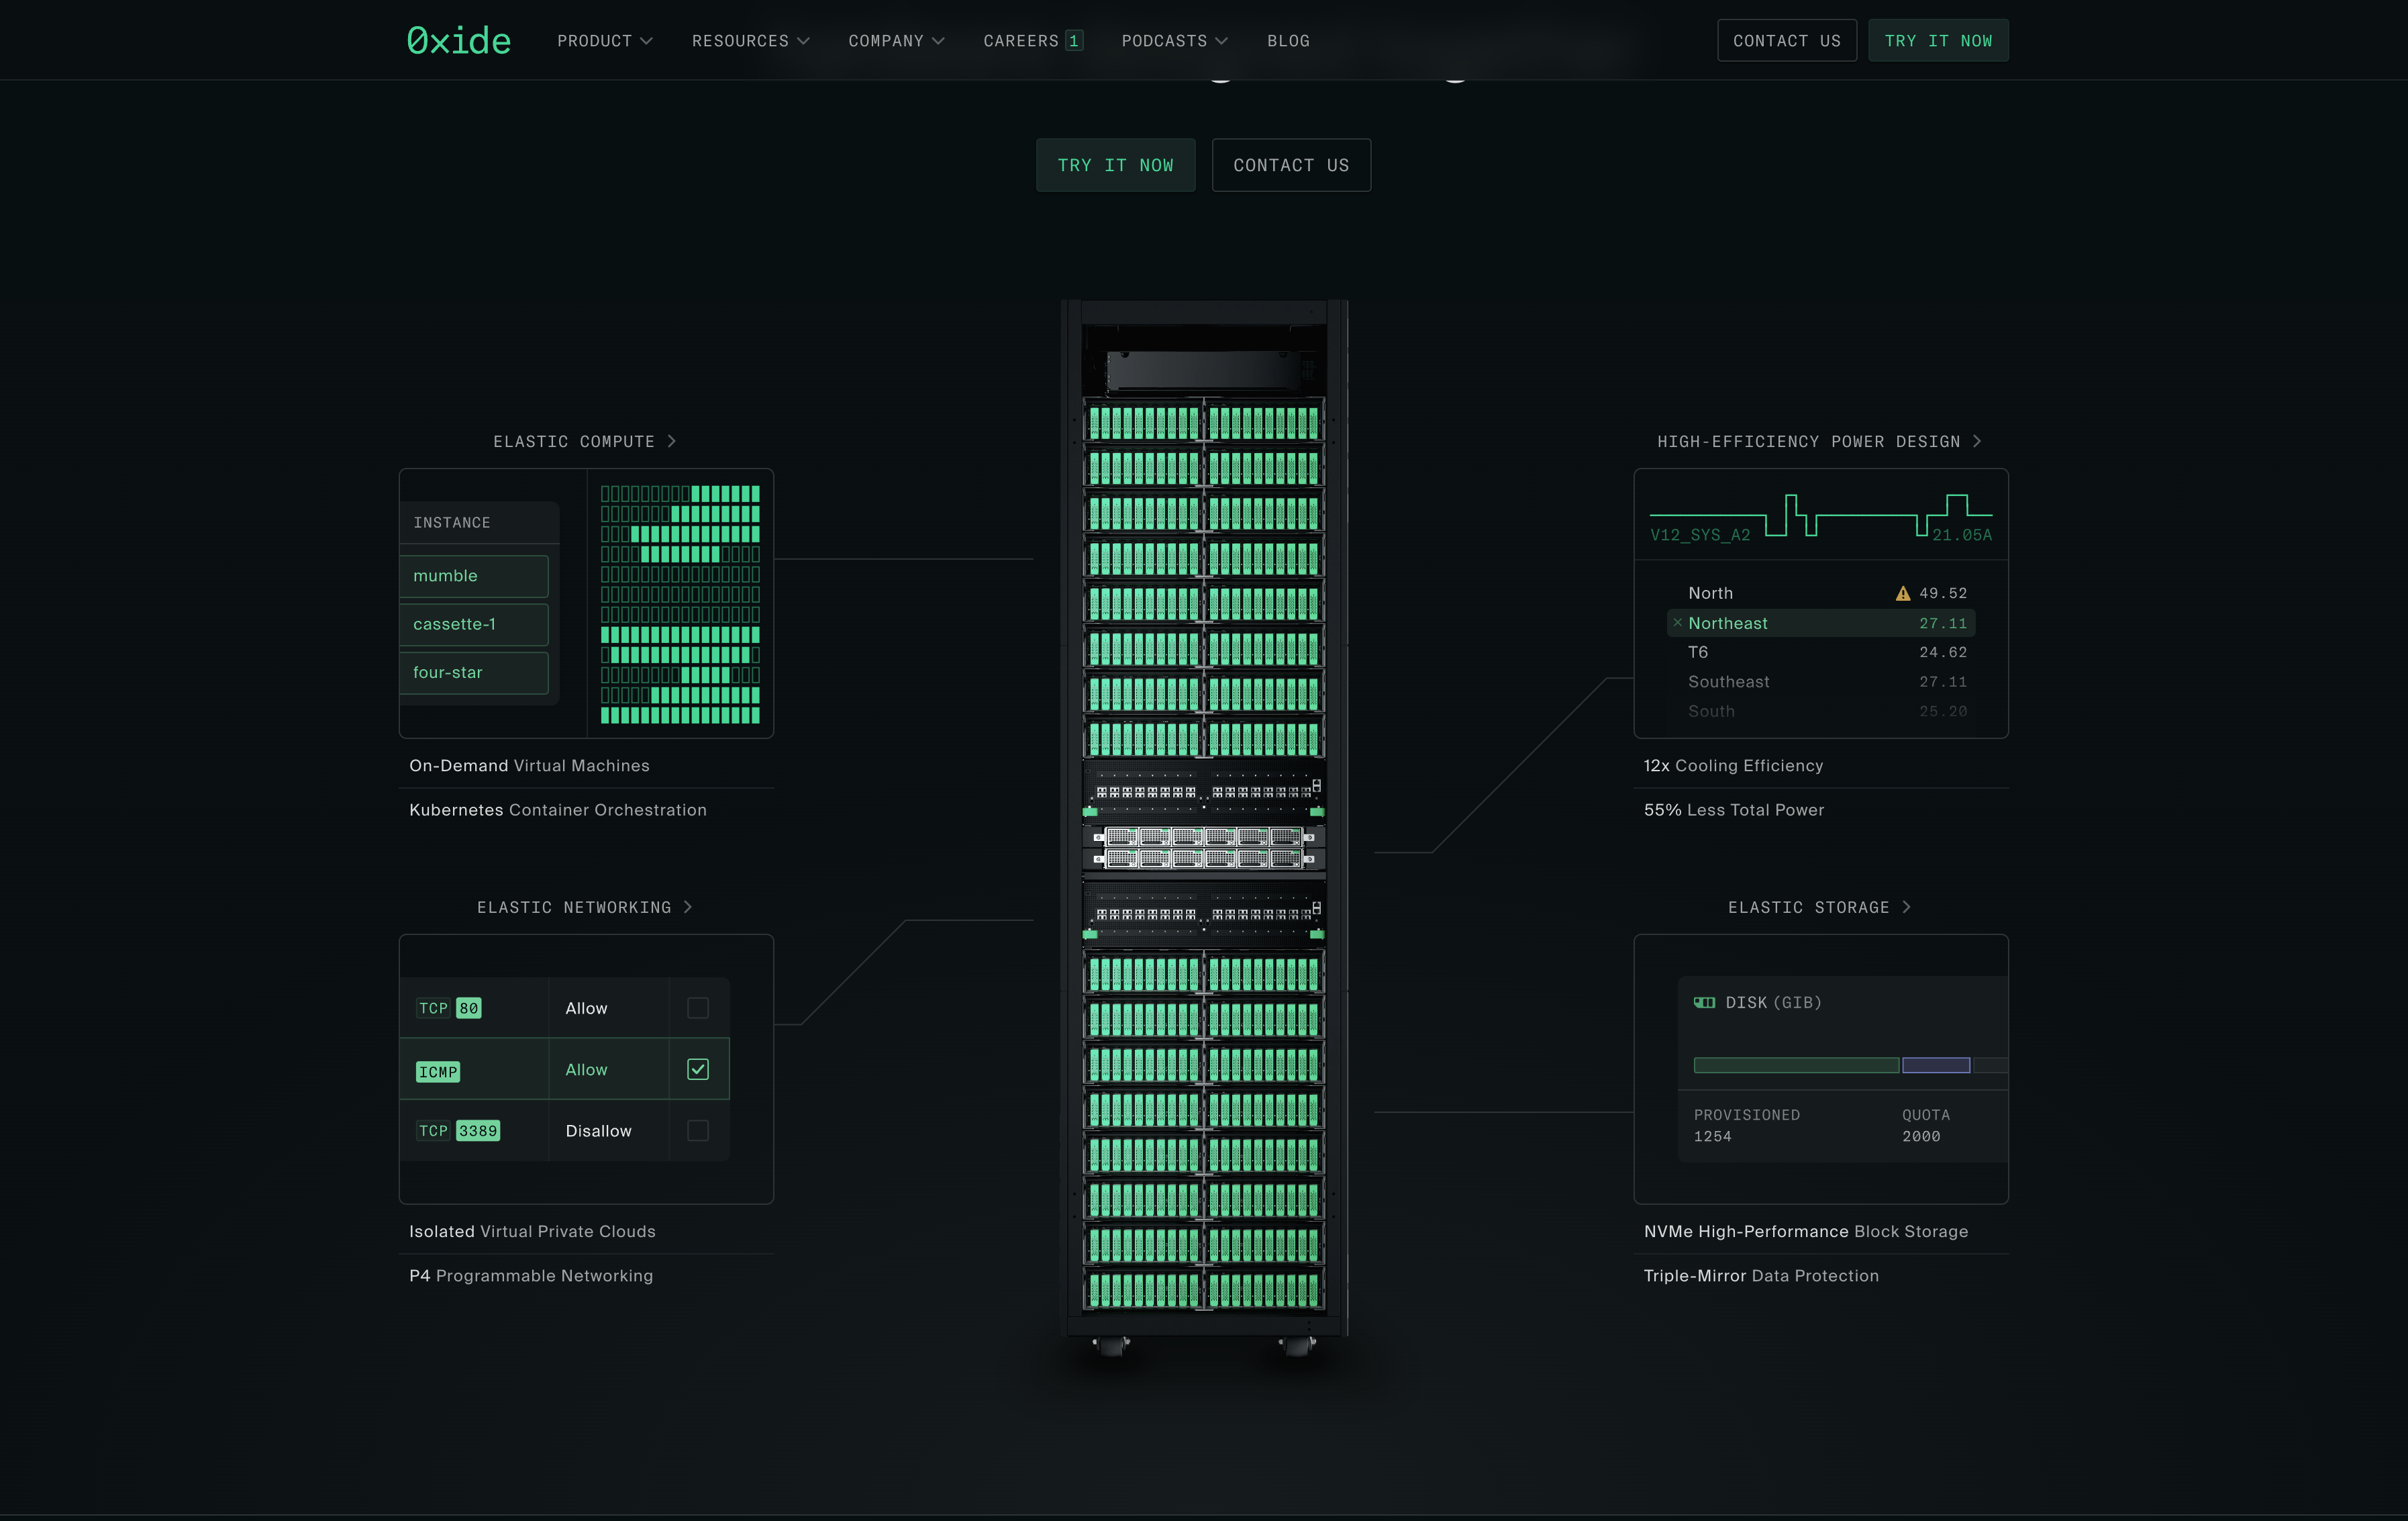 0xide
PRODUCT
RESOURCES
COMPANY
CAREERS 1
PODCASTS
BLOG
CONTACT US
TRY IT NOW
TRY IT NOW
CONTACT US
ELASTIC COMPUTE
INSTANCE
mumble
cassette-1
four-star
On-Demand Virtual Machines
Kubernetes Container Orchestration
ELASTIC NETWORKING
TCP 80 Allow
ICMP Allow
TCP 3389 Disallow
Isolated Virtual Private Clouds
P4 Programmable Networking
HIGH-EFFICIENCY POWER DESIGN
V12_SYS_A2 21.05A
North 49.52
Northeast 27.11
T6 24.62
Southeast 27.11
South 25.20
12x Cooling Efficiency
55% Less Total Power
ELASTIC STORAGE
DISK (GIB)
PROVISIONED QUOTA
1254 2000
NVMe High-Performance Block Storage
Triple-Mirror Data Protection